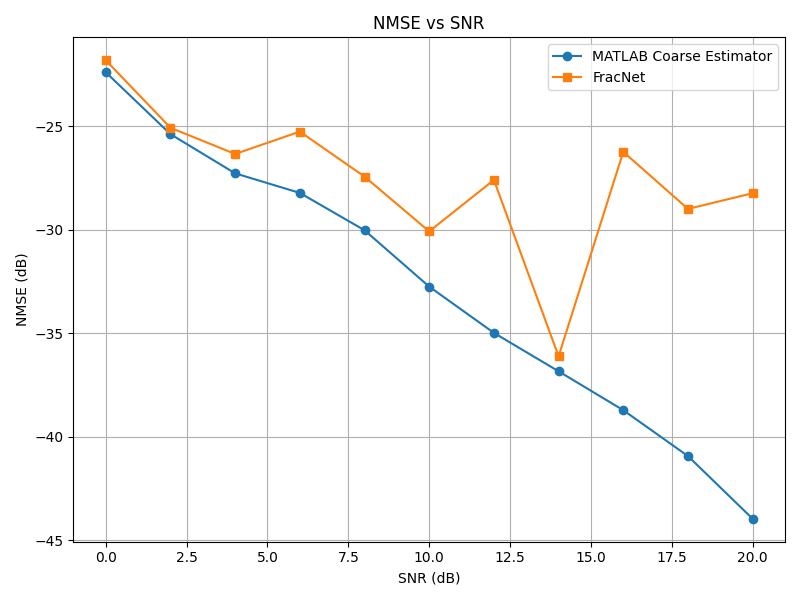 NMSE vs SNR
MATLAB Coarse Estimator
FracNet
−25
−30
−35
−40
−45
NMSE (dB)
0.0 2.5 5.0 7.5 10.0 12.5 15.0 17.5 20.0
SNR (dB)